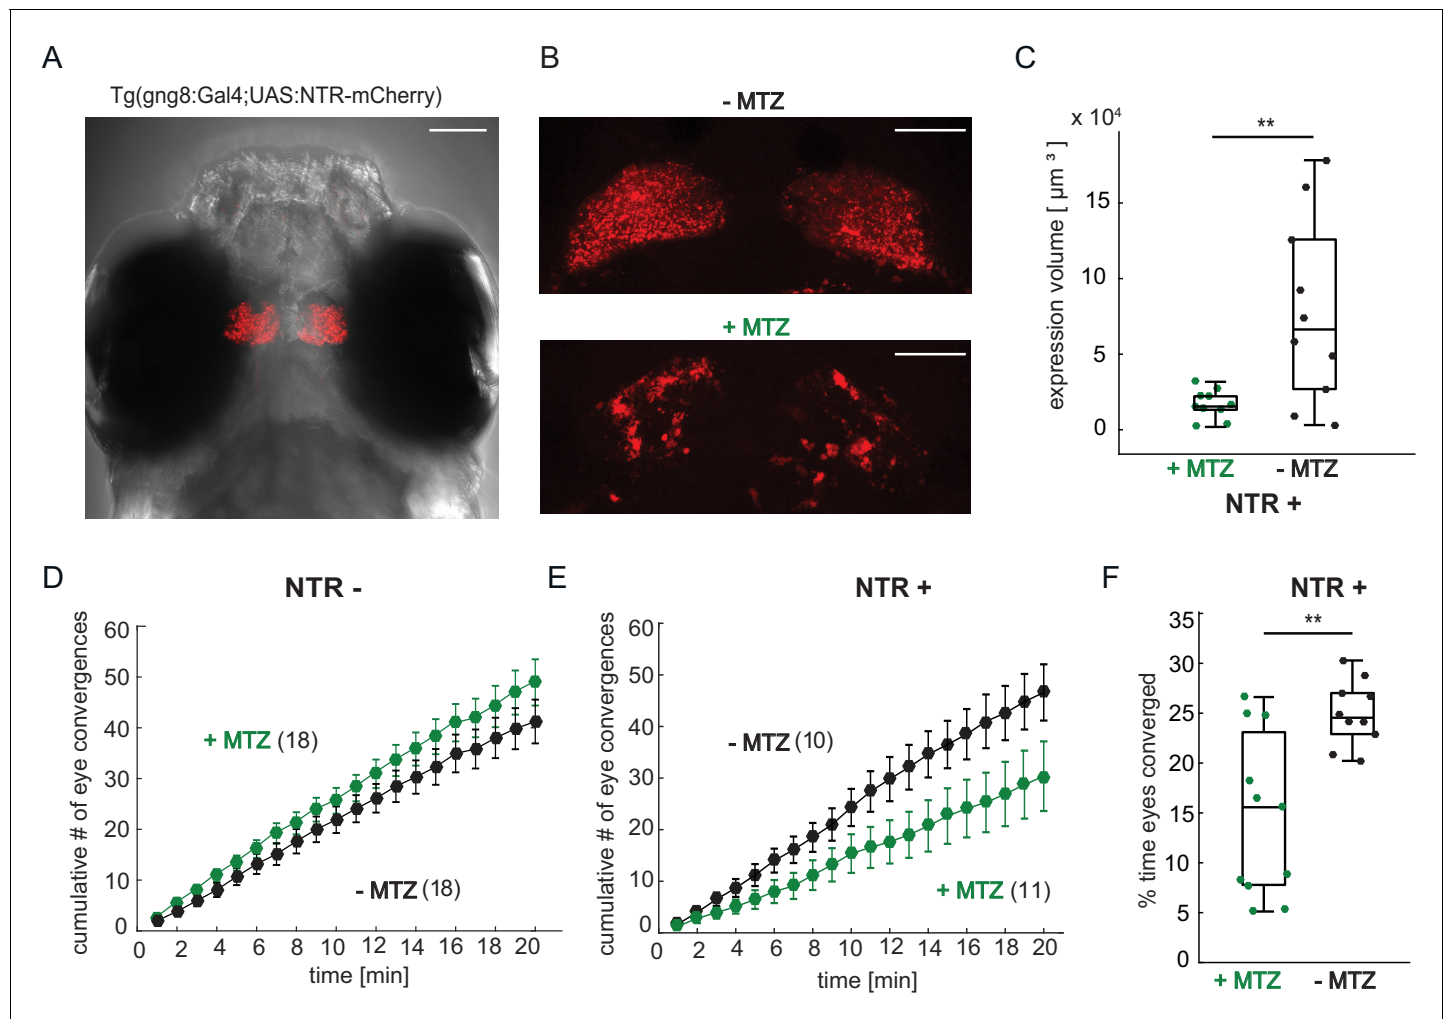 A
Tg(gng8:Gal4;UAS:NTR-mCherry)
B
- MTZ
+ MTZ
C
x 10⁴
**
expression volume [ µm ³ ]
15
10
5
0
+ MTZ
- MTZ
NTR +
D
NTR -
cumulative # of eye convergences
60
50
40
30
20
10
0
+ MTZ (18)
- MTZ (18)
0 2 4 6 8 10 12 14 16 18 20
time [min]
E
NTR +
cumulative # of eye convergences
60
50
40
30
20
10
0
- MTZ (10)
+ MTZ (11)
0 2 4 6 8 10 12 14 16 18 20
time [min]
F
NTR +
**
% time eyes converged
35
30
25
20
15
10
5
0
+ MTZ
- MTZ